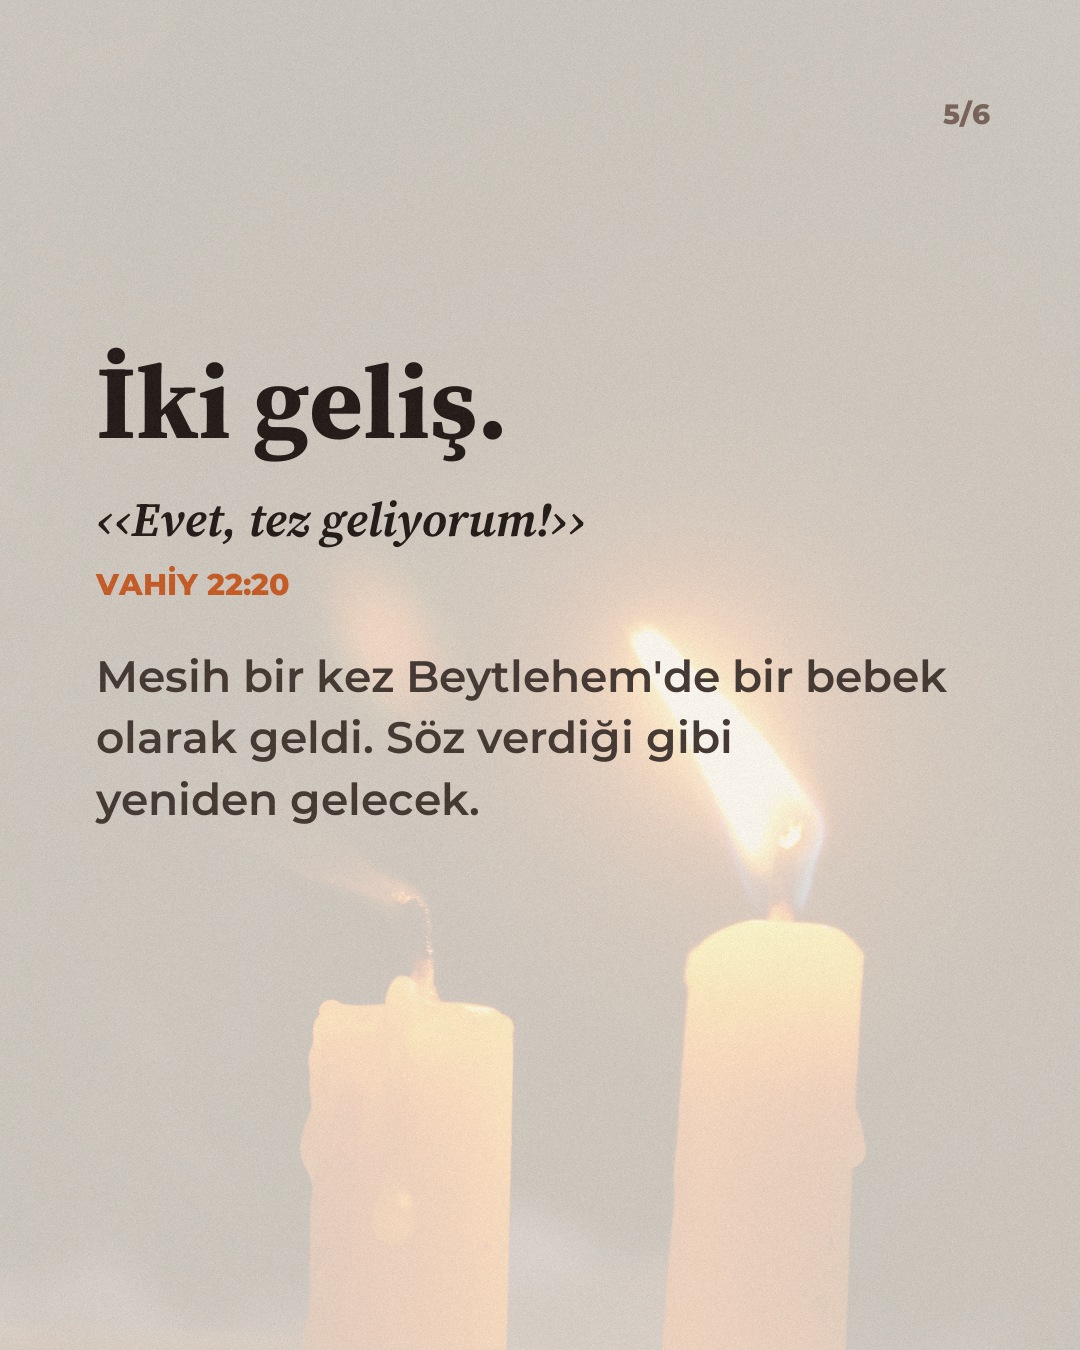 5/6
İki geliş.
‹‹Evet, tez geliyorum!››
VAHİY 22:20
Mesih bir kez Beytlehem'de bir bebek
olarak geldi. Söz verdiği gibi
yeniden gelecek.